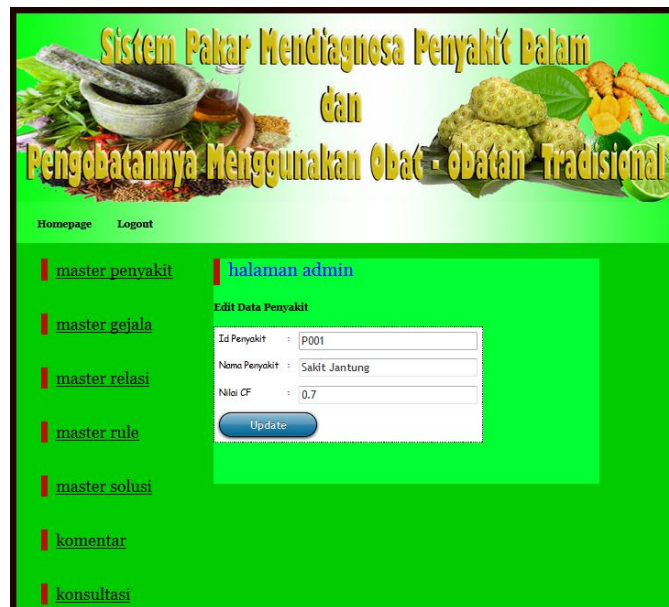 Sistem Pakar Mendiagnosa Penyakit Dalam
dan
Pengobatannya Menggunakan Obat - obatan Tradisional
Homepage Logout
master penyakit
master gejala
master relasi
master rule
master solusi
komentar
konsultasi
halaman admin
Edit Data Penyakit
Id Penyakit : P001
Nama Penyakit : Sakit Jantung
Nilai CF : 0.7
Update